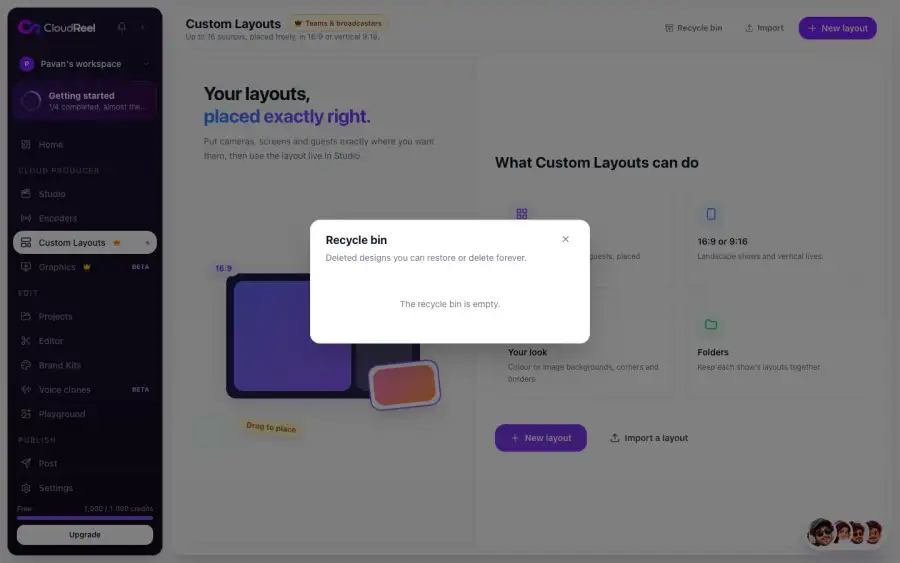 CloudReel
P
Pavan's workspace
Getting started
1/4 completed, almost the...
Home
CLOUD PRODUCER
Studio
Encoders
Custom Layouts
Graphics
BETA
EDIT
Projects
Editor
Brand Kits
Voice clones
BETA
Playground
PUBLISH
Post
Settings
Free
1,000 / 1,000 credits
Upgrade
Custom Layouts
Teams & broadcasters
Up to 16 sources, placed freely, in 16:9 or vertical 9:16.
Recycle bin
Import
+ New layout
Your layouts,
placed exactly right.
Put cameras, screens and guests exactly where you want
them, then use the layout live in Studio.
16:9
Drag to place
What Custom Layouts can do
guests, placed
16:9 or 9:16
Landscape shows and vertical lives.
Your look
Colour or image backgrounds, corners and
borders.
Folders
Keep each show's layouts together.
+ New layout
Import a layout
Recycle bin
Deleted designs you can restore or delete forever.
The recycle bin is empty.